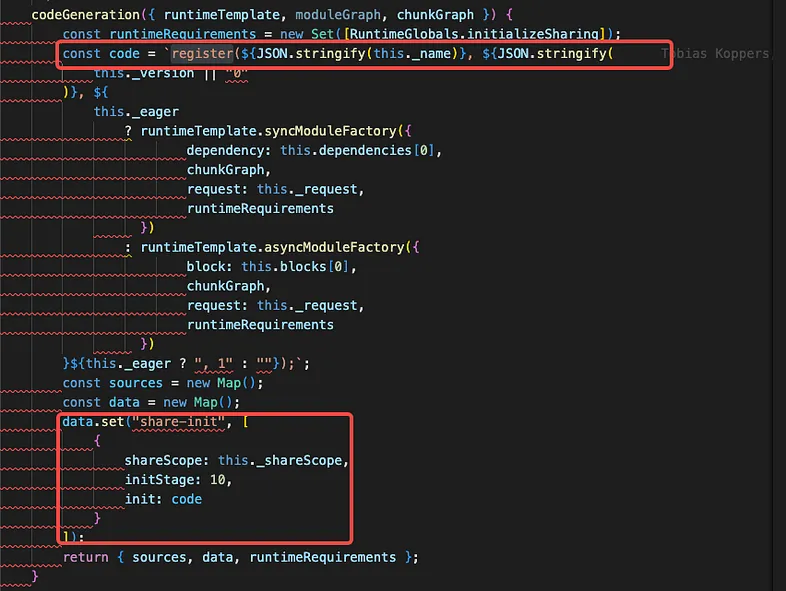 codeGeneration({ runtimeTemplate, moduleGraph, chunkGraph }) {
    const runtimeRequirements = new Set([RuntimeGlobals.initializeSharing]);
    const code = `register(${JSON.stringify(this._name)}, ${JSON.stringify(      Tobias Koppers
        this._version || "0"
    )}, ${
        this._eager
            ? runtimeTemplate.syncModuleFactory({
                    dependency: this.dependencies[0],
                    chunkGraph,
                    request: this._request,
                    runtimeRequirements
              })
            : runtimeTemplate.asyncModuleFactory({
                    block: this.blocks[0],
                    chunkGraph,
                    request: this._request,
                    runtimeRequirements
              })
    }${this._eager ? ", 1" : ""});`;
    const sources = new Map();
    const data = new Map();
    data.set("share-init", [
        {
            shareScope: this._shareScope,
            initStage: 10,
            init: code
        }
    ]);
    return { sources, data, runtimeRequirements };
}